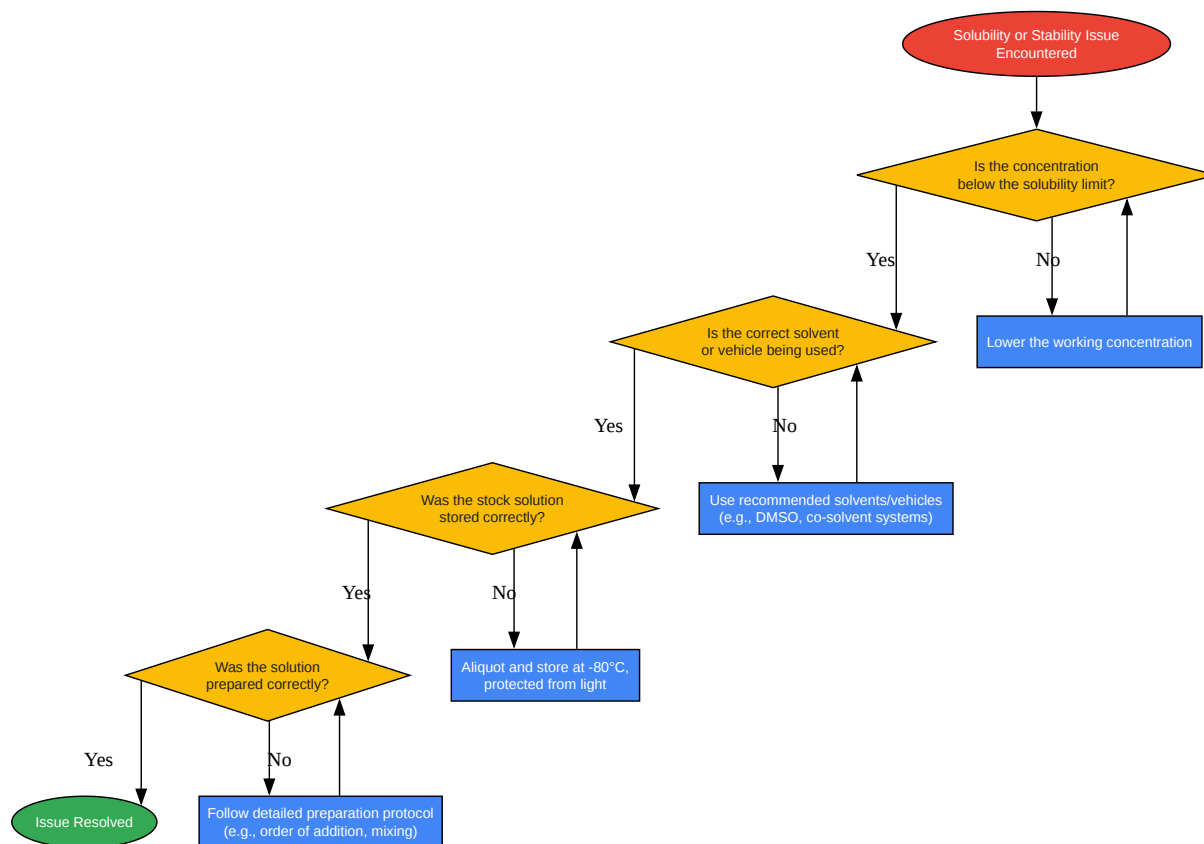 Solubility or Stability Issue
Encountered
Is the concentration
below the solubility limit?
Yes
No
Lower the working concentration
Is the correct solvent
or vehicle being used?
Yes
No
Use recommended solvents/vehicles
(e.g., DMSO, co-solvent systems)
Was the stock solution
stored correctly?
Yes
No
Aliquot and store at -80°C,
protected from light
Was the solution
prepared correctly?
Yes
No
Issue Resolved
Follow detailed preparation protocol
(e.g., order of addition, mixing)